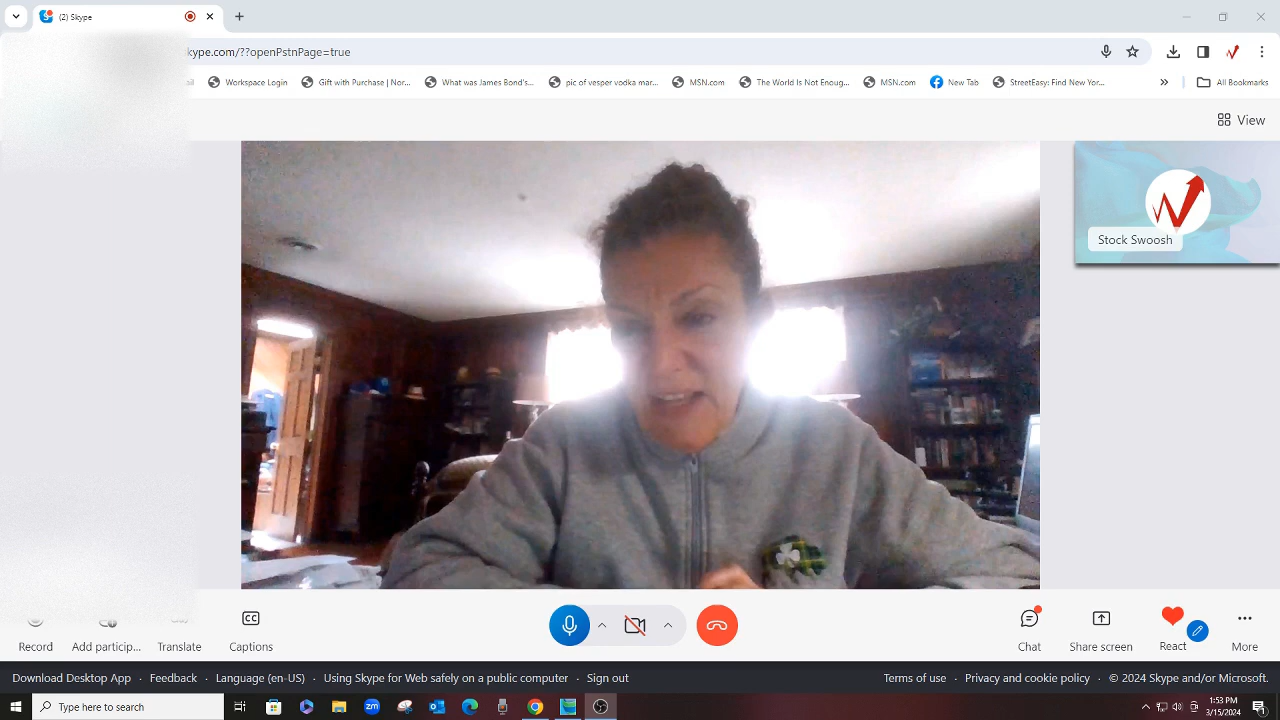 (2) Skype
kype.com/??openPstnPage=true
ail
Workspace Login
Gift with Purchase | Nor...
What was James Bond's...
pic of vesper vodka mar...
MSN.com
The World Is Not Enoug...
MSN.com
New Tab
StreetEasy: Find New Yor...
»
All Bookmarks
View
Stock Swoosh
CC
Record
Add particip...
Translate
Captions
Chat
Share screen
React
More
Download Desktop App · Feedback · Language (en-US) · Using Skype for Web safely on a public computer · Sign out
Terms of use · Privacy and cookie policy · © 2024 Skype and/or Microsoft.
Type here to search
zm
1:53 PM
3/15/2024